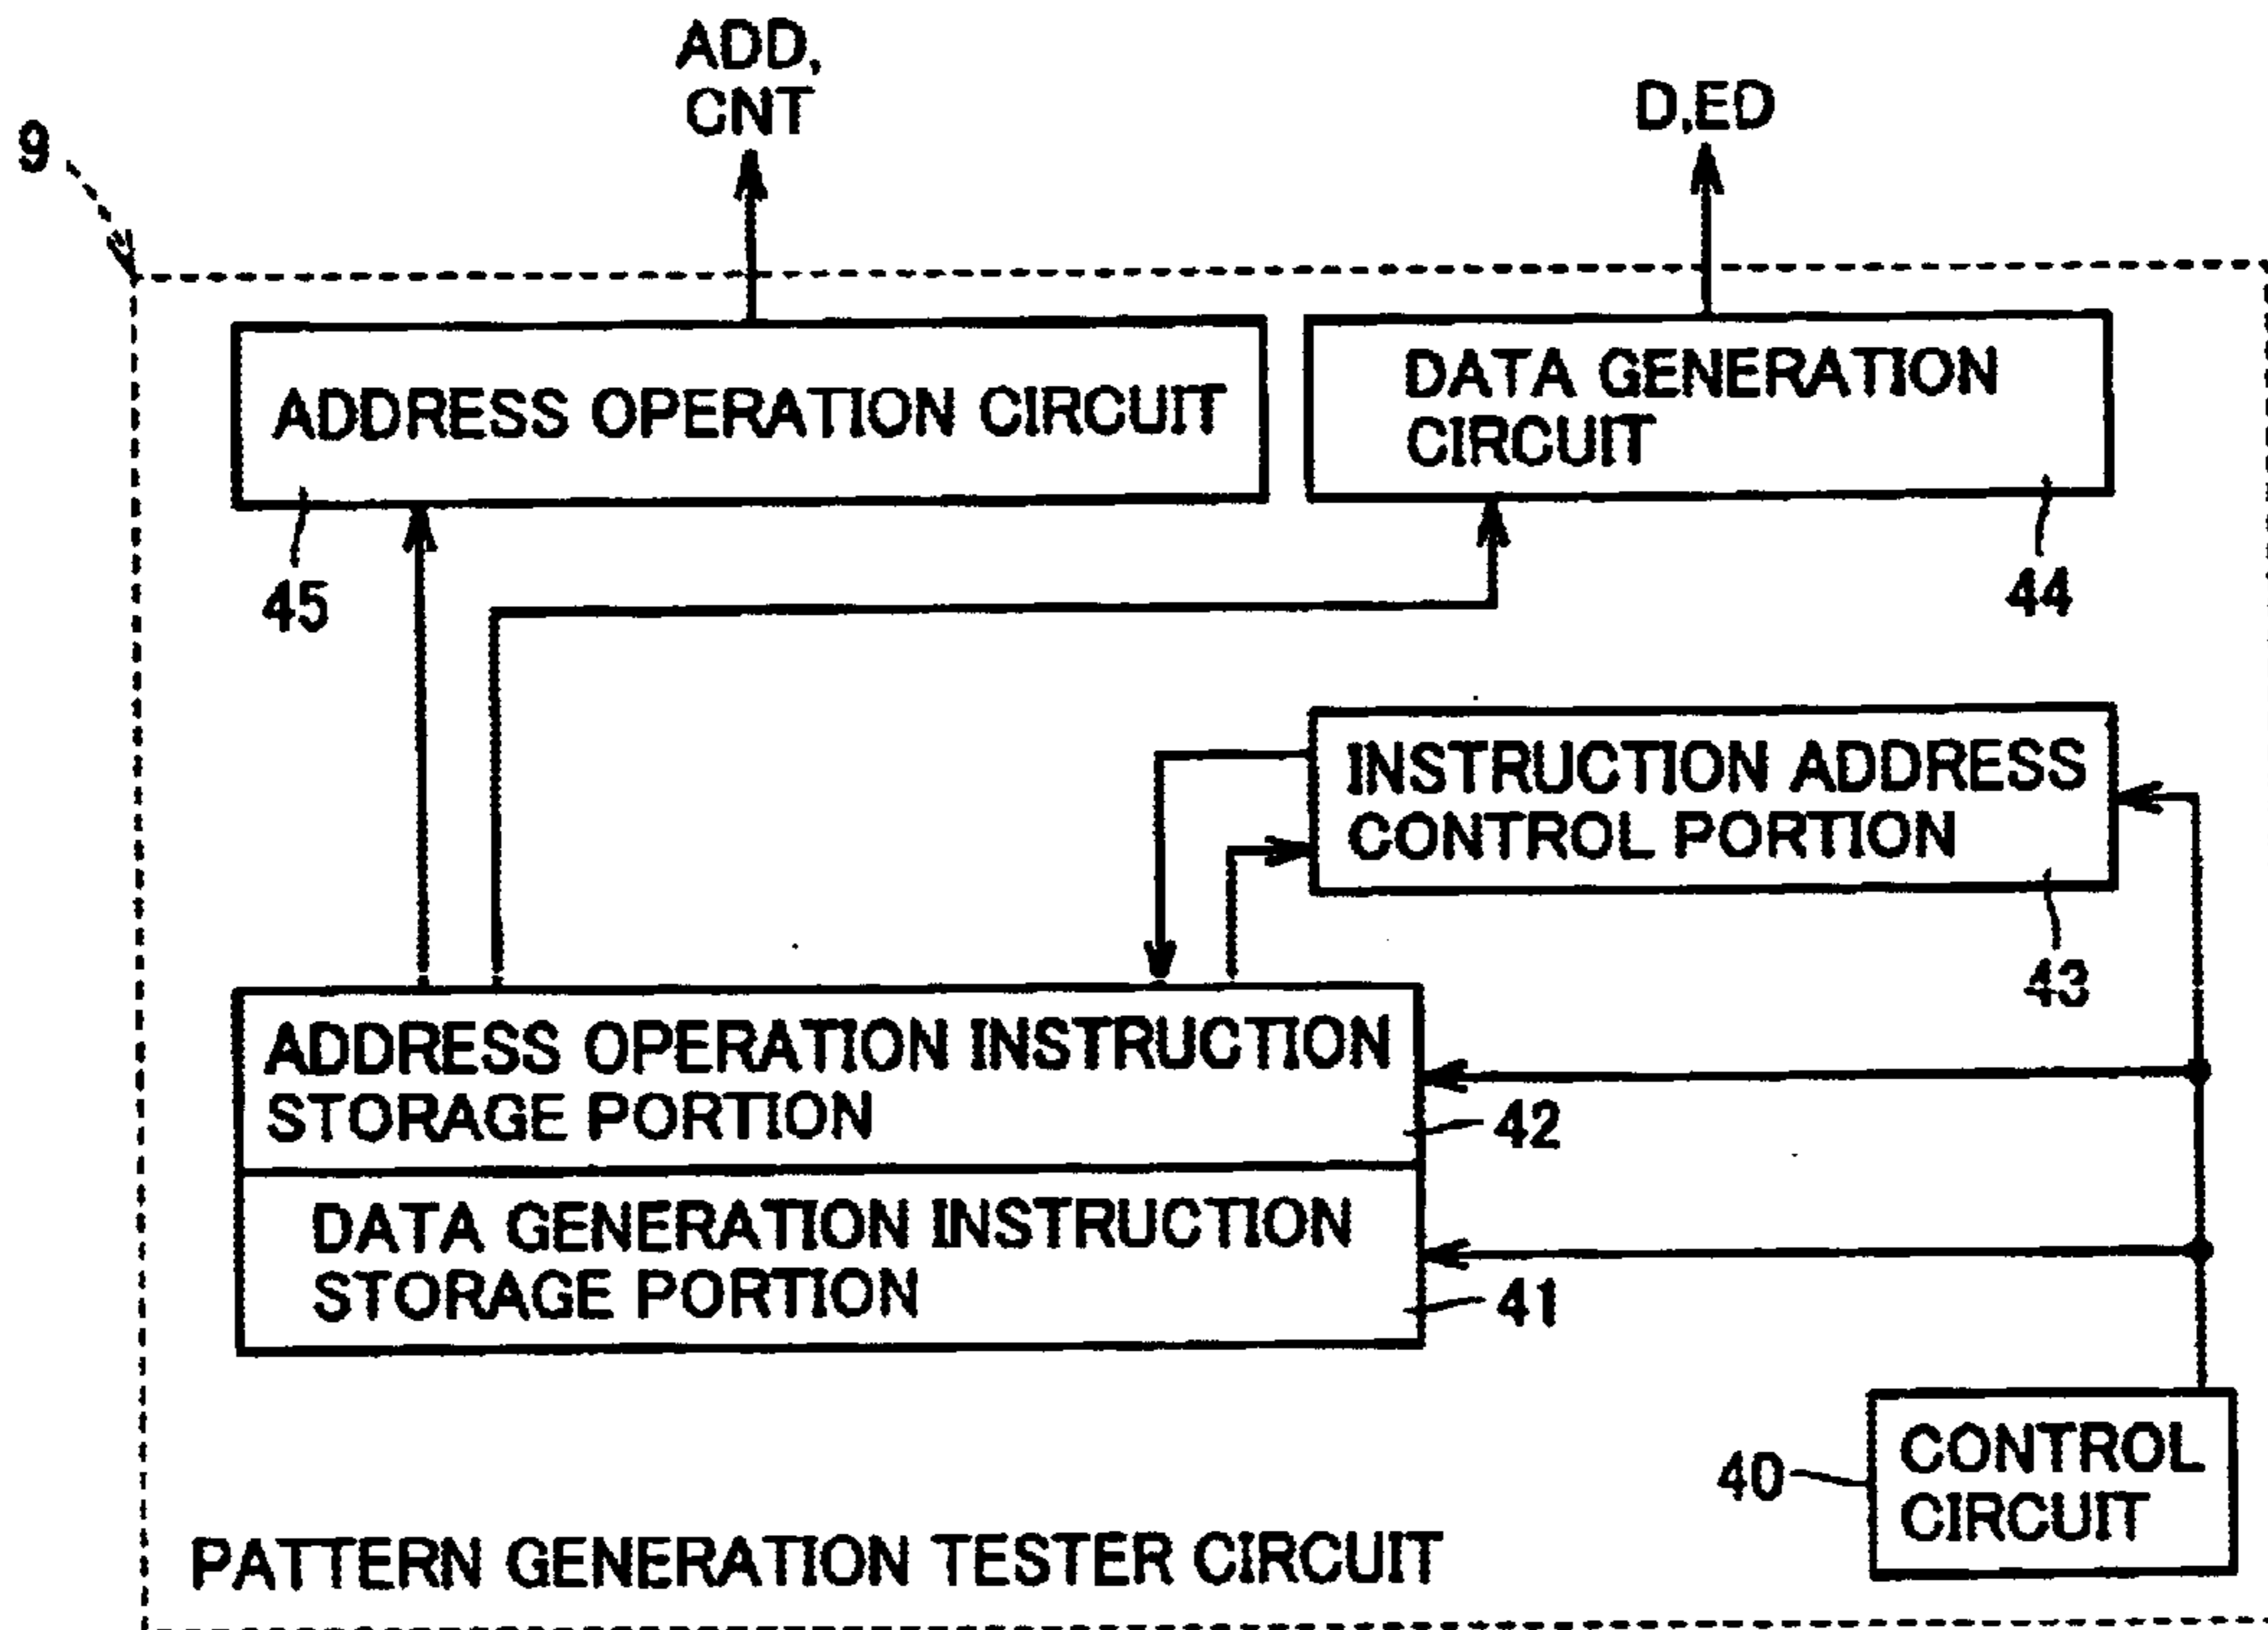 ADD,
CNT
D,ED
9
ADDRESS OPERATION CIRCUIT
DATA GENERATION
CIRCUIT
45
44
INSTRUCTION ADDRESS
CONTROL PORTION
43
ADDRESS OPERATION INSTRUCTION
STORAGE PORTION
42
DATA GENERATION INSTRUCTION
STORAGE PORTION
41
40
CONTROL
CIRCUIT
PATTERN GENERATION TESTER CIRCUIT